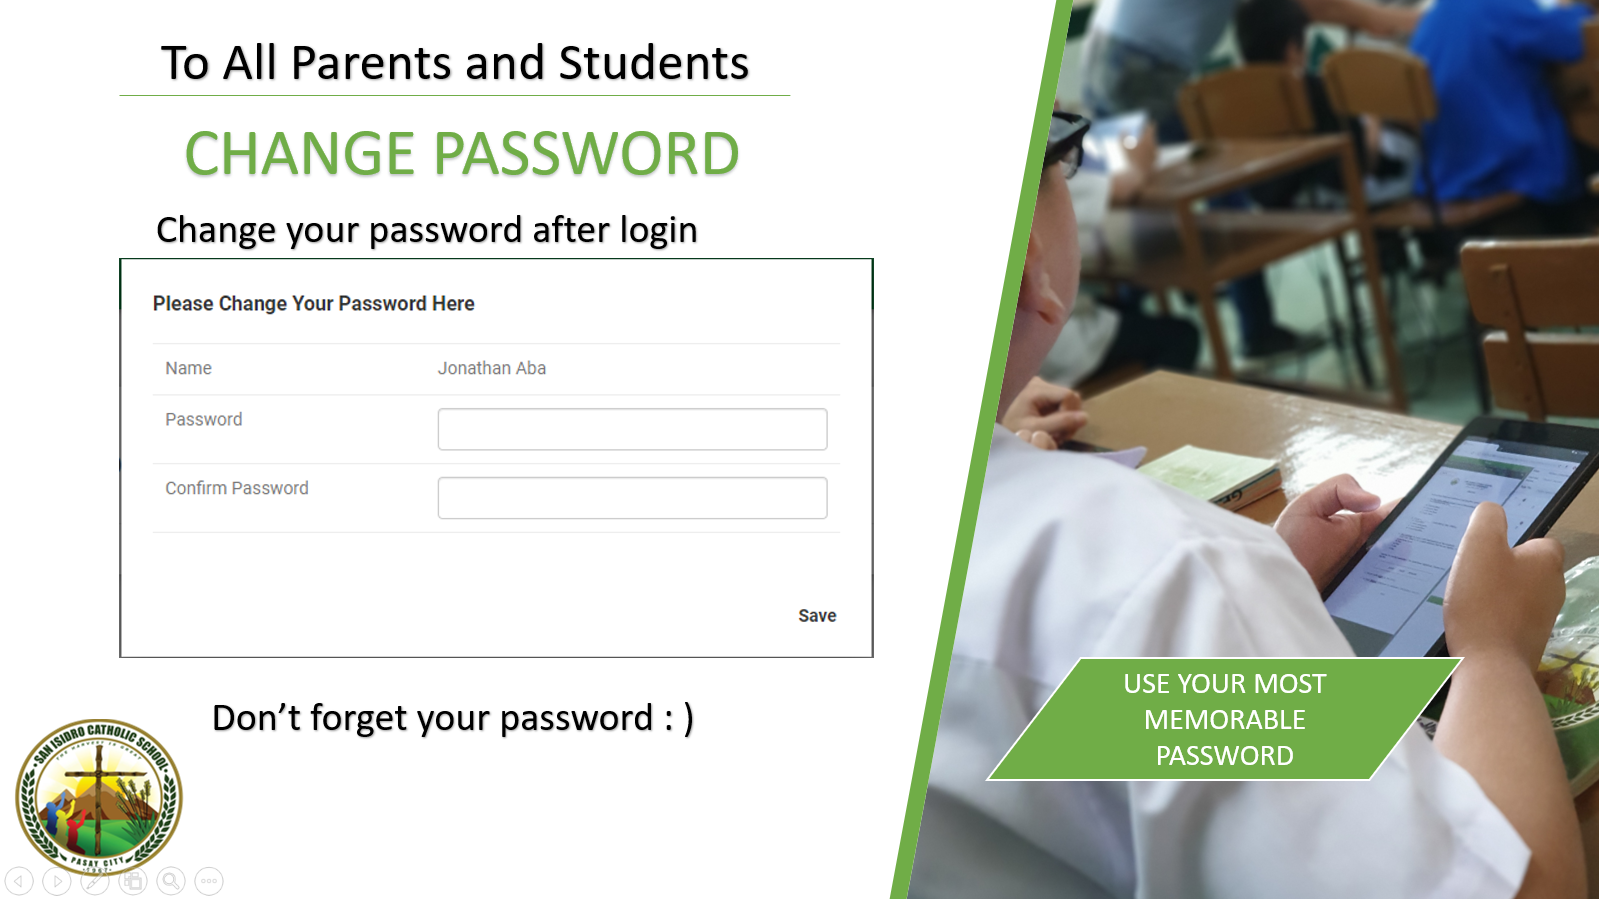 To All Parents and Students
CHANGE PASSWORD
Change your password after login
Please Change Your Password Here
Name Jonathan Aba
Password
Confirm Password
Save
Don’t forget your password : )
USE YOUR MOST
MEMORABLE
PASSWORD
SAN ISIDRO CATHOLIC SCHOOL
PASAY CITY